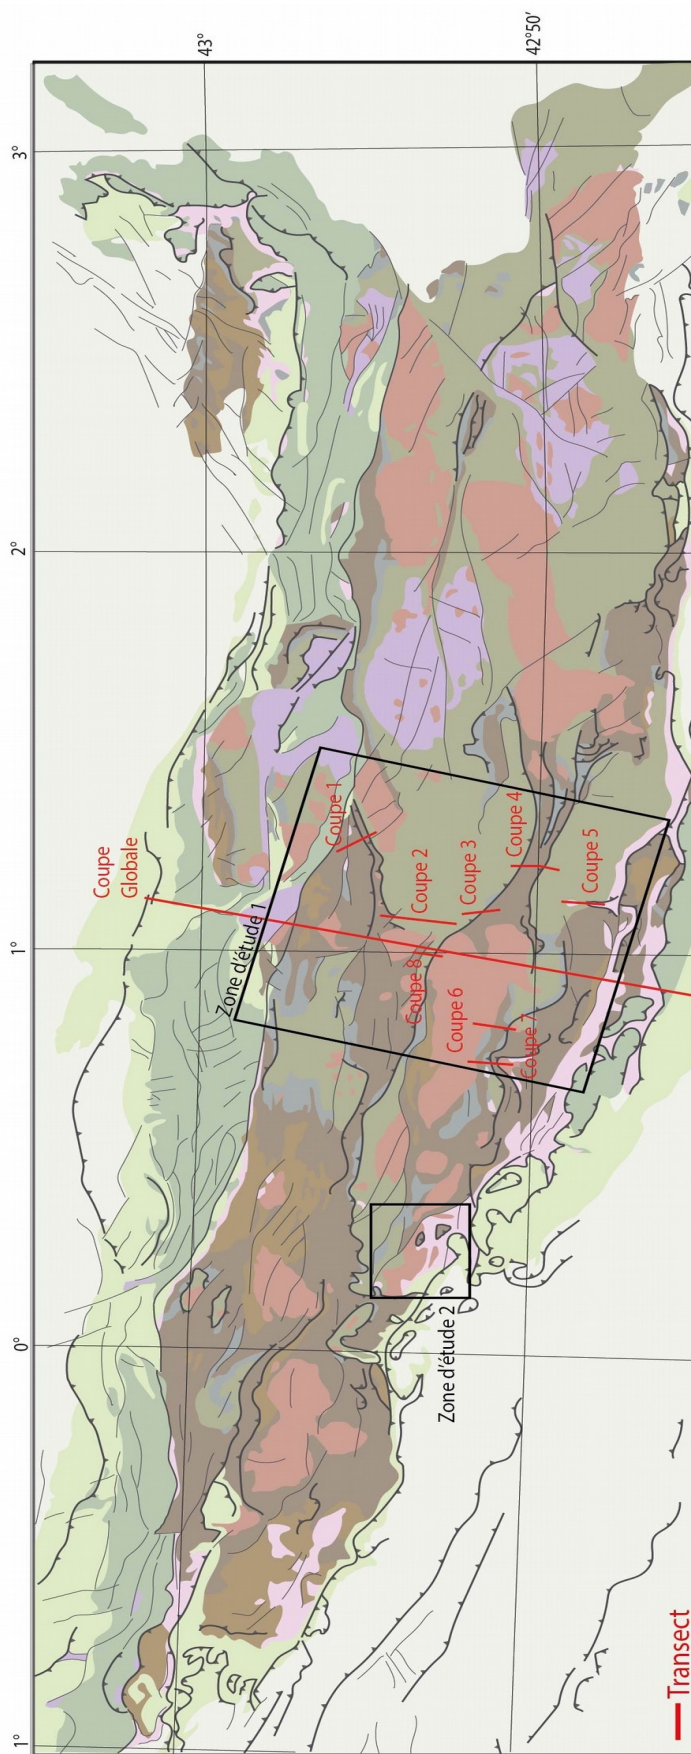 43°
42°50'
3°
2°
1°
0°
1°
Coupe
Globale
Zone d'étude 1
Coupe 1
Coupe 2
Coupe 3
Coupe 4
Coupe 5
Coupe 8
Coupe 6
Coupe 7
Zone d'étude 2
Transect